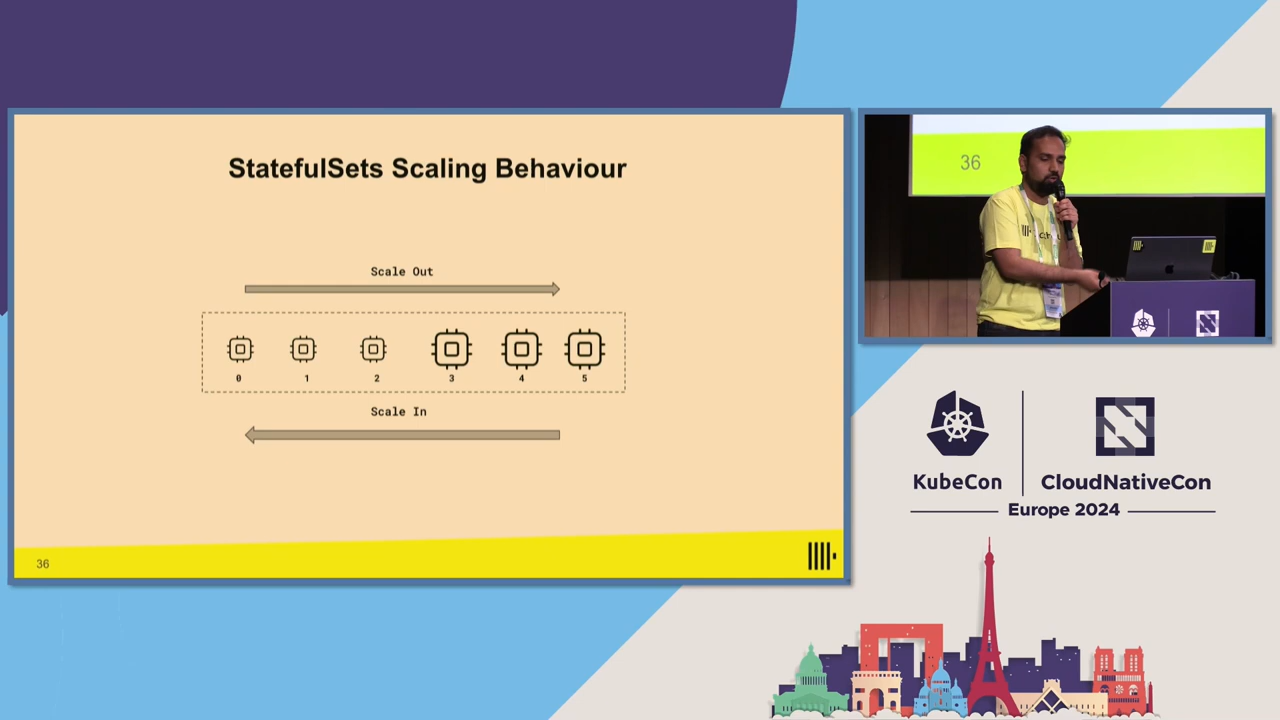 StatefulSets Scaling Behaviour
Scale Out
0 1 2 3 4 5
Scale In
36
36
KubeCon
CloudNativeCon
Europe 2024